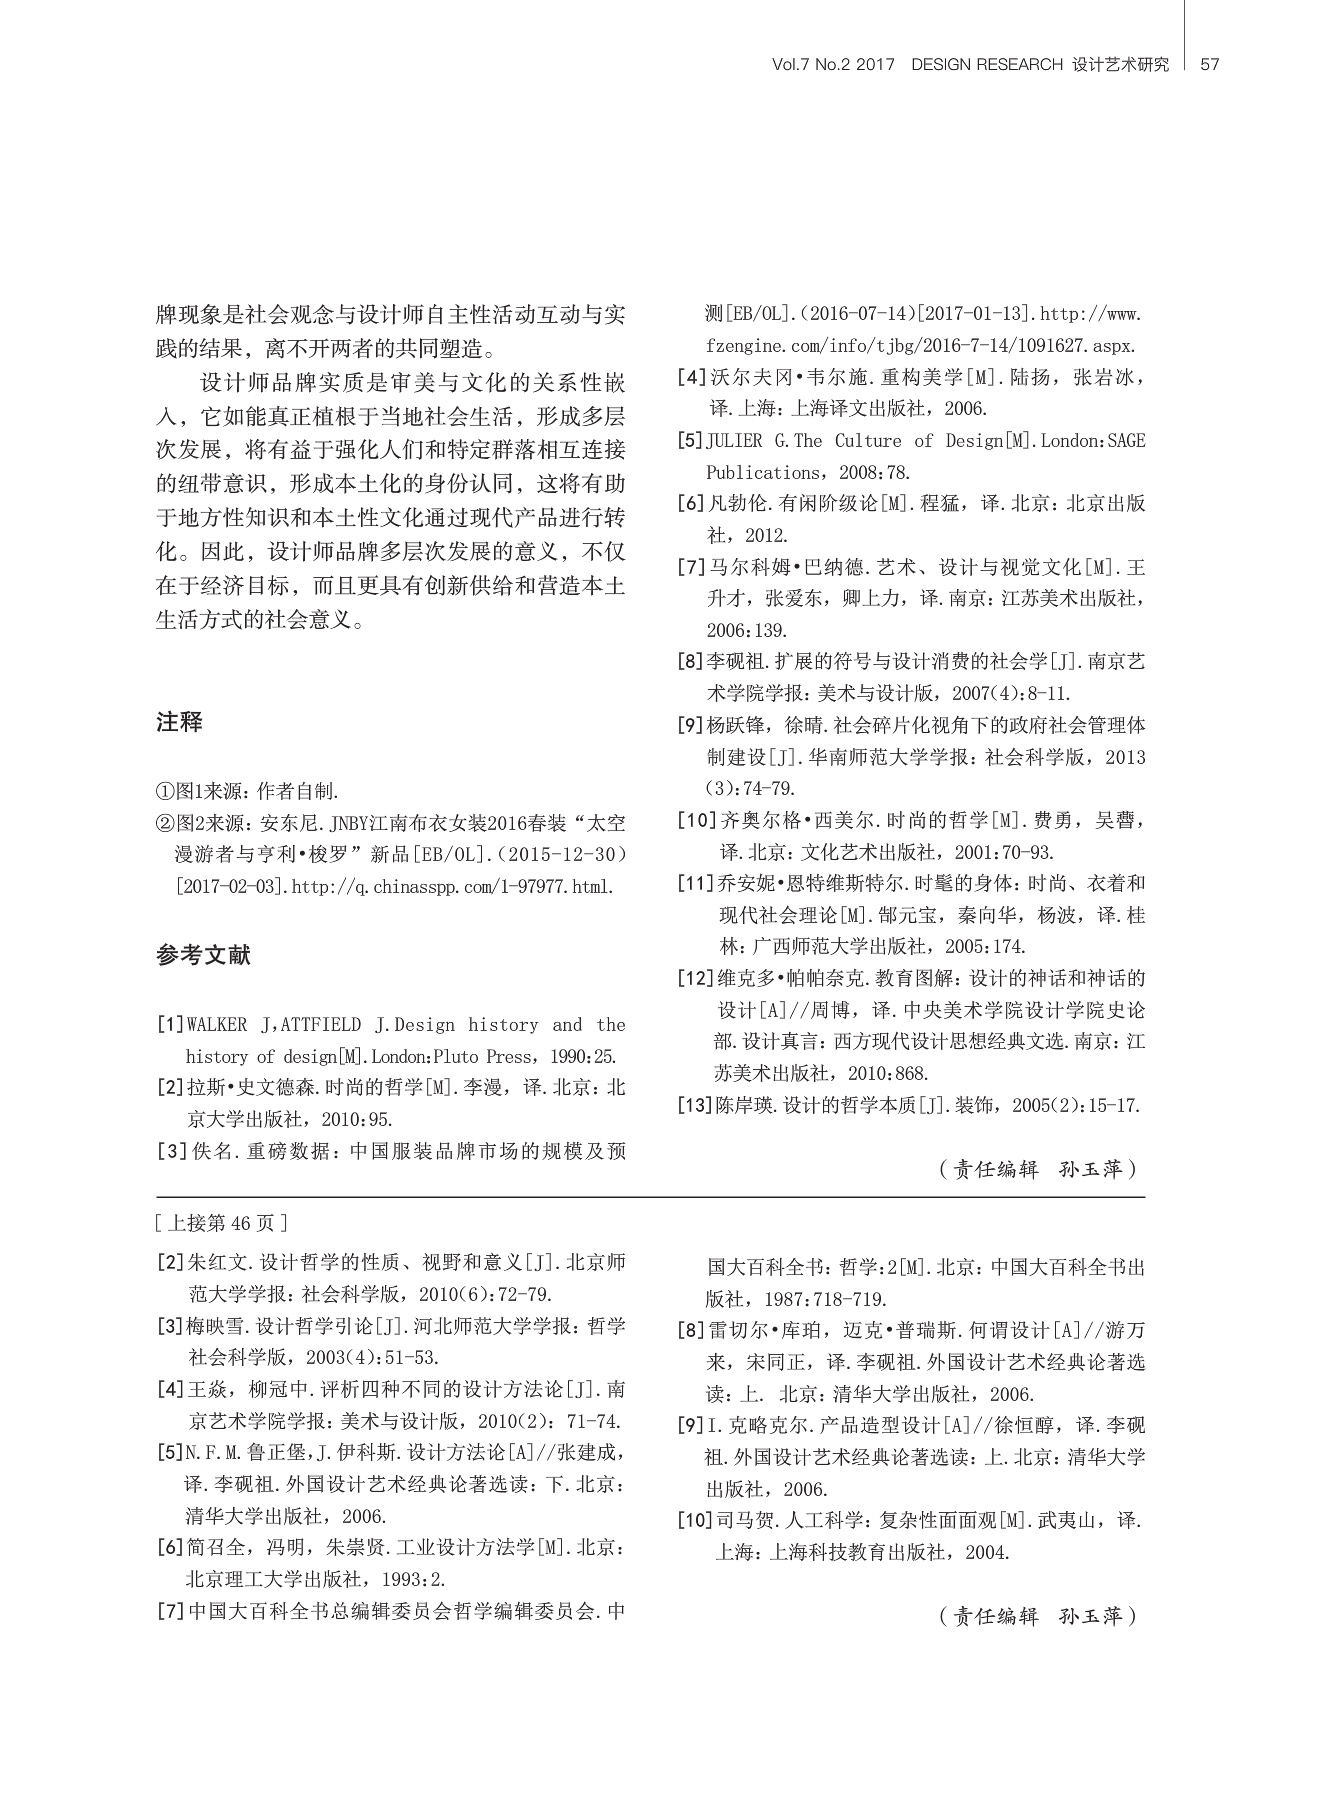 Vol.7 No.2 2017 DESIGN RESEARCH 设计艺术研究 57
牌现象是社会观念与设计师自主性活动互动与实
践的结果，离不开两者的共同塑造。
设计师品牌实质是审美与文化的关系性嵌
入，它如能真正植根于当地社会生活，形成多层
次发展，将有益于强化人们和特定群落相互连接
的纽带意识，形成本土化的身份认同，这将有助
于地方性知识和本土性文化通过现代产品进行转
化。因此，设计师品牌多层次发展的意义，不仅
在于经济目标，而且更具有创新供给和营造本土
生活方式的社会意义。
注释
①图1来源：作者自制.
②图2来源：安东尼.JNBY江南布衣女装2016春装“太空
漫游者与亨利•梭罗”新品[EB/OL].(2015-12-30)
[2017-02-03].http://q.chinasspp.com/1-97977.html.
参考文献
[1]WALKER J,ATTFIELD J.Design history and the
history of design[M].London:Pluto Press，1990:25.
[2]拉斯•史文德森.时尚的哲学[M].李漫，译.北京：北
京大学出版社，2010:95.
[3]佚名.重磅数据：中国服装品牌市场的规模及预
测[EB/OL].(2016-07-14)[2017-01-13].http://www.
fzengine.com/info/tjbg/2016-7-14/1091627.aspx.
[4]沃尔夫冈•韦尔施.重构美学[M].陆扬，张岩冰，
译.上海：上海译文出版社，2006.
[5]JULIER G.The Culture of Design[M].London:SAGE
Publications，2008:78.
[6]凡勃伦.有闲阶级论[M].程猛，译.北京：北京出版
社，2012.
[7]马尔科姆•巴纳德.艺术、设计与视觉文化[M].王
升才，张爱东，卿上力，译.南京：江苏美术出版社，
2006:139.
[8]李砚祖.扩展的符号与设计消费的社会学[J].南京艺
术学院学报：美术与设计版，2007(4):8-11.
[9]杨跃锋，徐晴.社会碎片化视角下的政府社会管理体
制建设[J].华南师范大学学报：社会科学版，2013
(3):74-79.
[10]齐奥尔格•西美尔.时尚的哲学[M].费勇，吴蓸，
译.北京：文化艺术出版社，2001:70-93.
[11]乔安妮•恩特维斯特尔.时髦的身体：时尚、衣着和
现代社会理论[M].郜元宝，秦向华，杨波，译.桂
林：广西师范大学出版社，2005:174.
[12]维克多•帕帕奈克.教育图解：设计的神话和神话的
设计[A]//周博，译.中央美术学院设计学院史论
部.设计真言：西方现代设计思想经典文选.南京：江
苏美术出版社，2010:868.
[13]陈岸瑛.设计的哲学本质[J].装饰，2005(2):15-17.
（责任编辑 孙玉萍）
[ 上接第 46 页 ]
[2]朱红文.设计哲学的性质、视野和意义[J].北京师
范大学学报：社会科学版，2010(6):72-79.
[3]梅映雪.设计哲学引论[J].河北师范大学学报：哲学
社会科学版，2003(4):51-53.
[4]王焱，柳冠中.评析四种不同的设计方法论[J].南
京艺术学院学报：美术与设计版，2010(2)：71-74.
[5]N.F.M.鲁正堡,J.伊科斯.设计方法论[A]//张建成，
译.李砚祖.外国设计艺术经典论著选读：下.北京：
清华大学出版社，2006.
[6]简召全，冯明，朱崇贤.工业设计方法学[M].北京：
北京理工大学出版社，1993:2.
[7]中国大百科全书总编辑委员会哲学编辑委员会.中
国大百科全书：哲学:2[M].北京：中国大百科全书出
版社，1987:718-719.
[8]雷切尔•库珀，迈克•普瑞斯.何谓设计[A]//游万
来，宋同正，译.李砚祖.外国设计艺术经典论著选
读：上. 北京：清华大学出版社，2006.
[9]I.克略克尔.产品造型设计[A]//徐恒醇，译.李砚
祖.外国设计艺术经典论著选读：上.北京：清华大学
出版社，2006.
[10]司马贺.人工科学：复杂性面面观[M].武夷山，译.
上海：上海科技教育出版社，2004.
（责任编辑 孙玉萍）